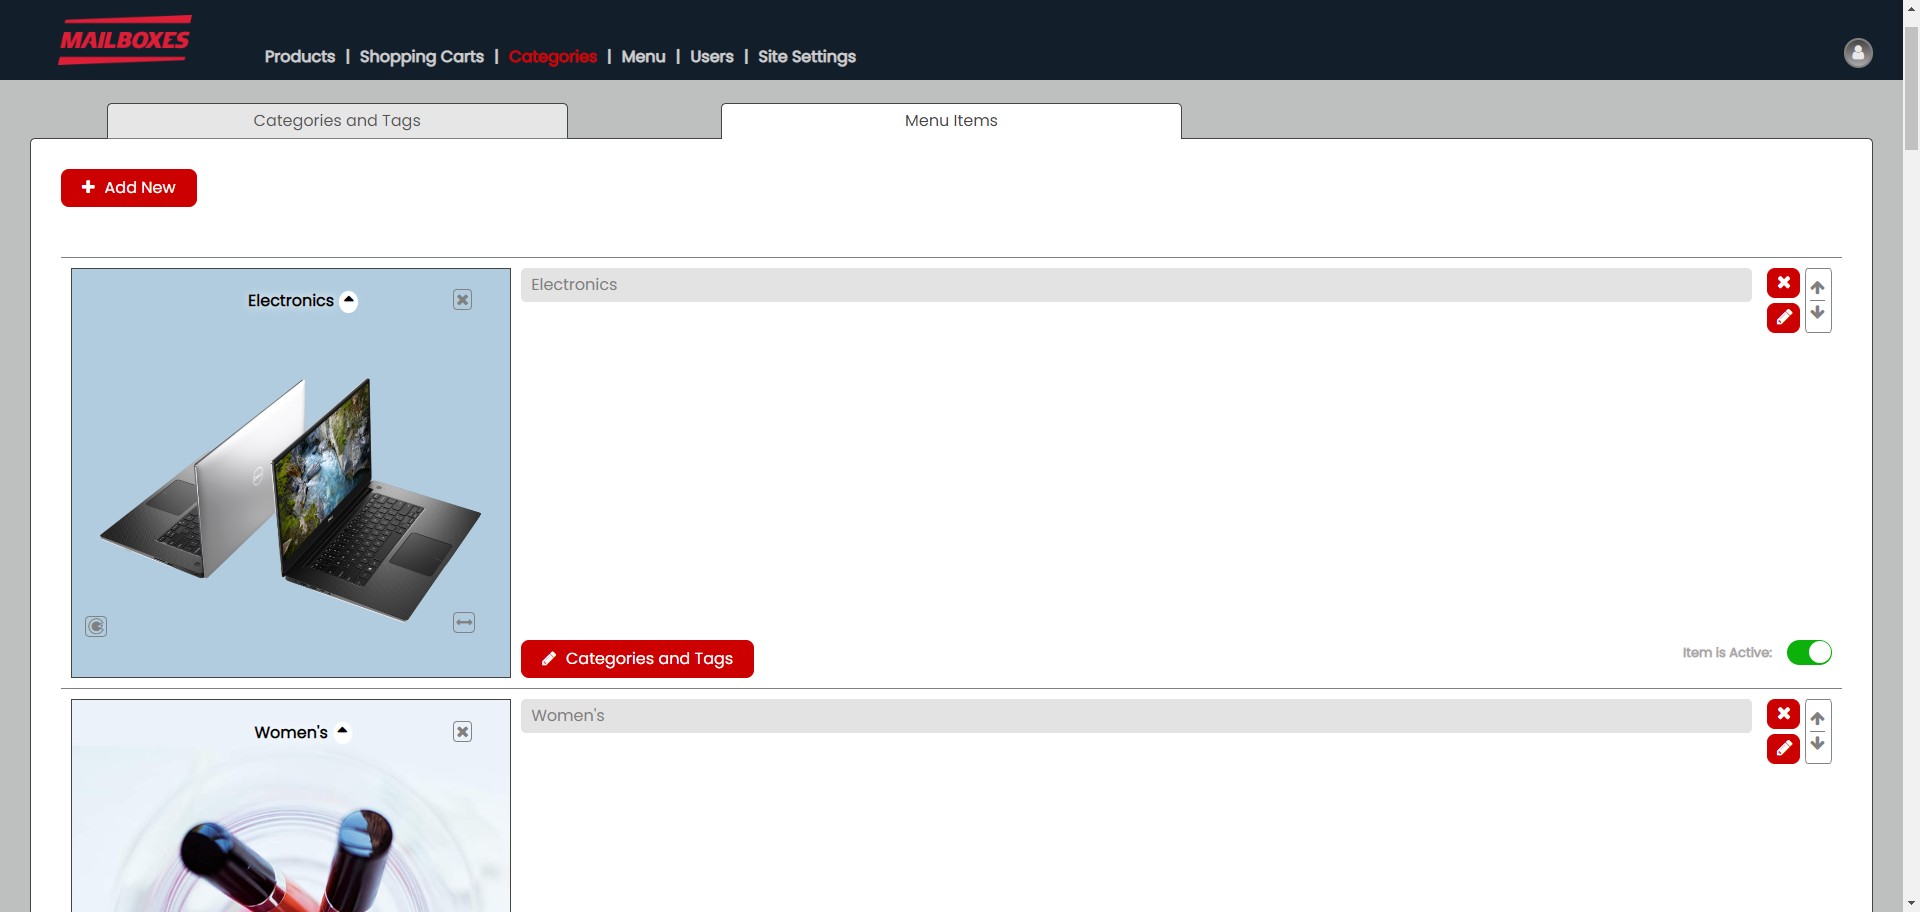 MAILBOXES
Products | Shopping Carts | Categories | Menu | Users | Site Settings
Categories and Tags
Menu Items
Add New
Electronics
Electronics
Categories and Tags
Item is Active:
Women's
Women's